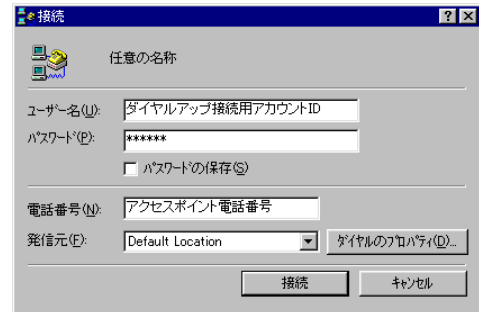 接続
任意の名称
ユーザー名(U): ダイヤルアップ接続用アカウントID
ﾊﾟｽﾜｰﾄﾞ(P): ******
ﾊﾟｽﾜｰﾄﾞの保存(S)
電話番号(N): アクセスポイント電話番号
発信元(F): Default Location ﾀﾞｲﾔﾙのﾌﾟﾛﾊﾟﾃｨ(D)...
接続 ｷｬﾝｾﾙ